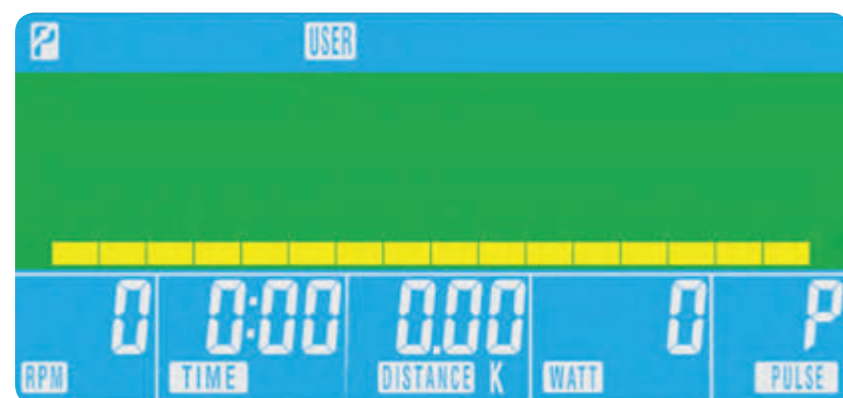 P USER
0 0:00 0.00 0 P
RPM TIME DISTANCE K WATT PULSE